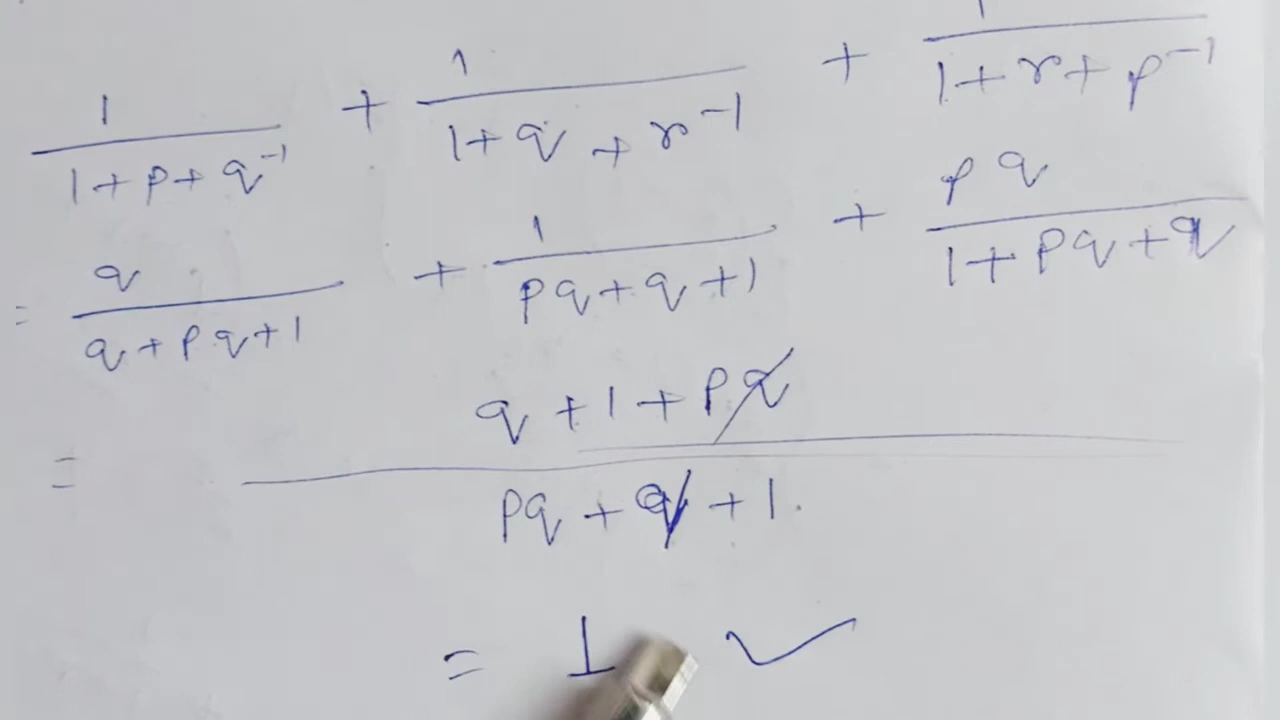 1/(1+p+q⁻¹) + 1/(1+q+r⁻¹) + 1/(1+r+p⁻¹)
= q/(q+pq+1) + 1/(pq+q+1) + pq/(1+pq+q)
= (q+1+pq)/(pq+q+1)
= 1 ✓